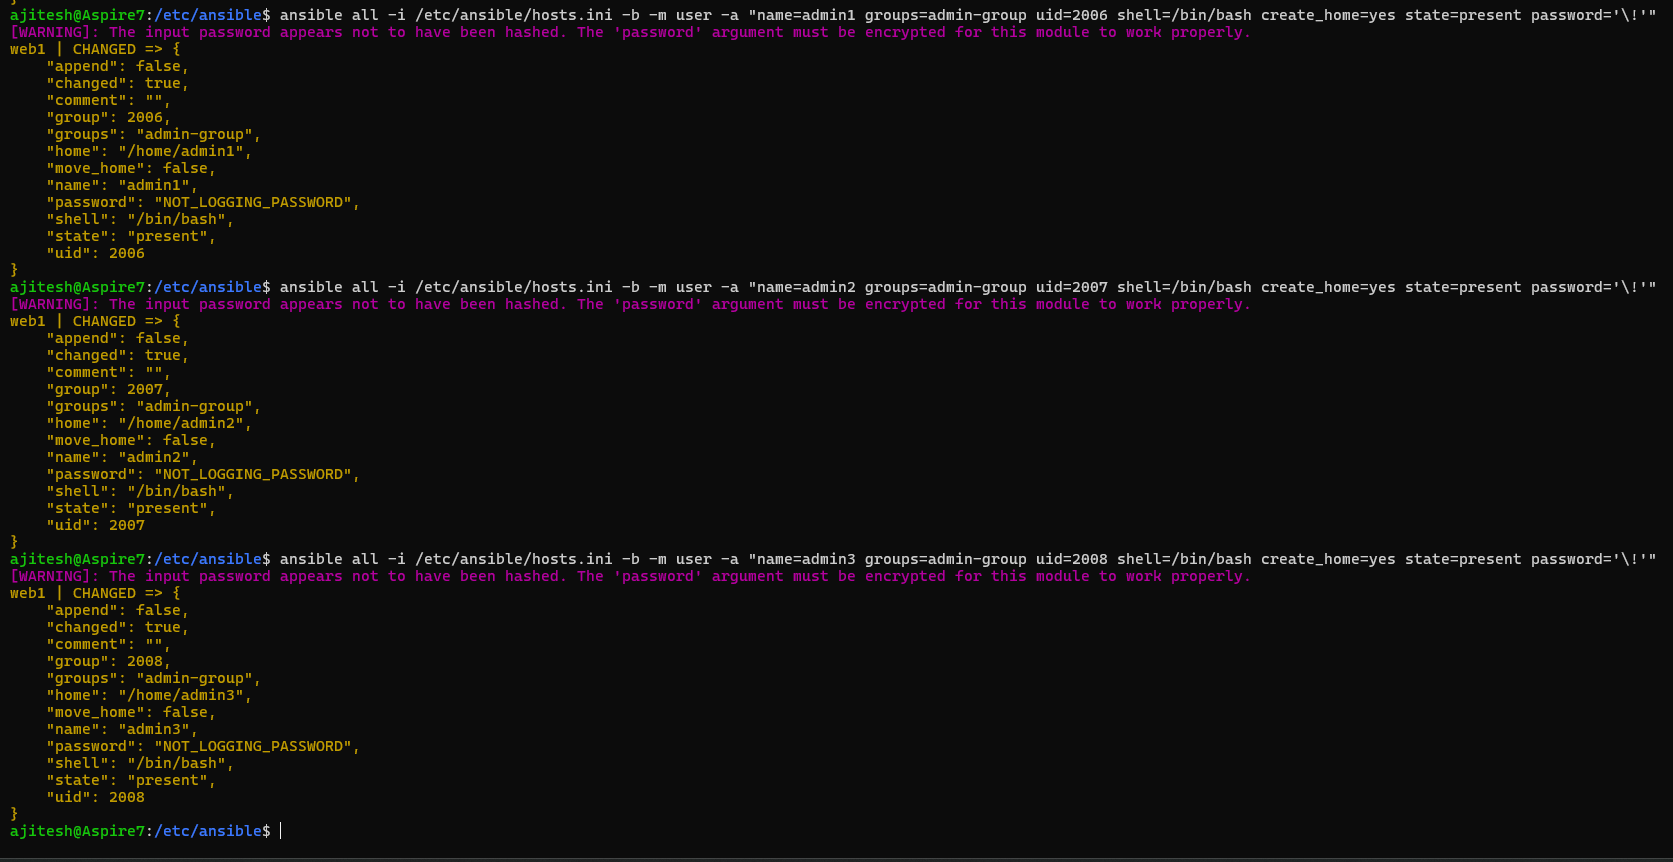 }
ajitesh@Aspire7:/etc/ansible$ ansible all -i /etc/ansible/hosts.ini -b -m user -a "name=admin1 groups=admin-group uid=2006 shell=/bin/bash create_home=yes state=present password='\!'"
[WARNING]: The input password appears not to have been hashed. The 'password' argument must be encrypted for this module to work properly.
web1 | CHANGED => {
    "append": false,
    "changed": true,
    "comment": "",
    "group": 2006,
    "groups": "admin-group",
    "home": "/home/admin1",
    "move_home": false,
    "name": "admin1",
    "password": "NOT_LOGGING_PASSWORD",
    "shell": "/bin/bash",
    "state": "present",
    "uid": 2006
}
ajitesh@Aspire7:/etc/ansible$ ansible all -i /etc/ansible/hosts.ini -b -m user -a "name=admin2 groups=admin-group uid=2007 shell=/bin/bash create_home=yes state=present password='\!'"
[WARNING]: The input password appears not to have been hashed. The 'password' argument must be encrypted for this module to work properly.
web1 | CHANGED => {
    "append": false,
    "changed": true,
    "comment": "",
    "group": 2007,
    "groups": "admin-group",
    "home": "/home/admin2",
    "move_home": false,
    "name": "admin2",
    "password": "NOT_LOGGING_PASSWORD",
    "shell": "/bin/bash",
    "state": "present",
    "uid": 2007
}
ajitesh@Aspire7:/etc/ansible$ ansible all -i /etc/ansible/hosts.ini -b -m user -a "name=admin3 groups=admin-group uid=2008 shell=/bin/bash create_home=yes state=present password='\!'"
[WARNING]: The input password appears not to have been hashed. The 'password' argument must be encrypted for this module to work properly.
web1 | CHANGED => {
    "append": false,
    "changed": true,
    "comment": "",
    "group": 2008,
    "groups": "admin-group",
    "home": "/home/admin3",
    "move_home": false,
    "name": "admin3",
    "password": "NOT_LOGGING_PASSWORD",
    "shell": "/bin/bash",
    "state": "present",
    "uid": 2008
}
ajitesh@Aspire7:/etc/ansible$